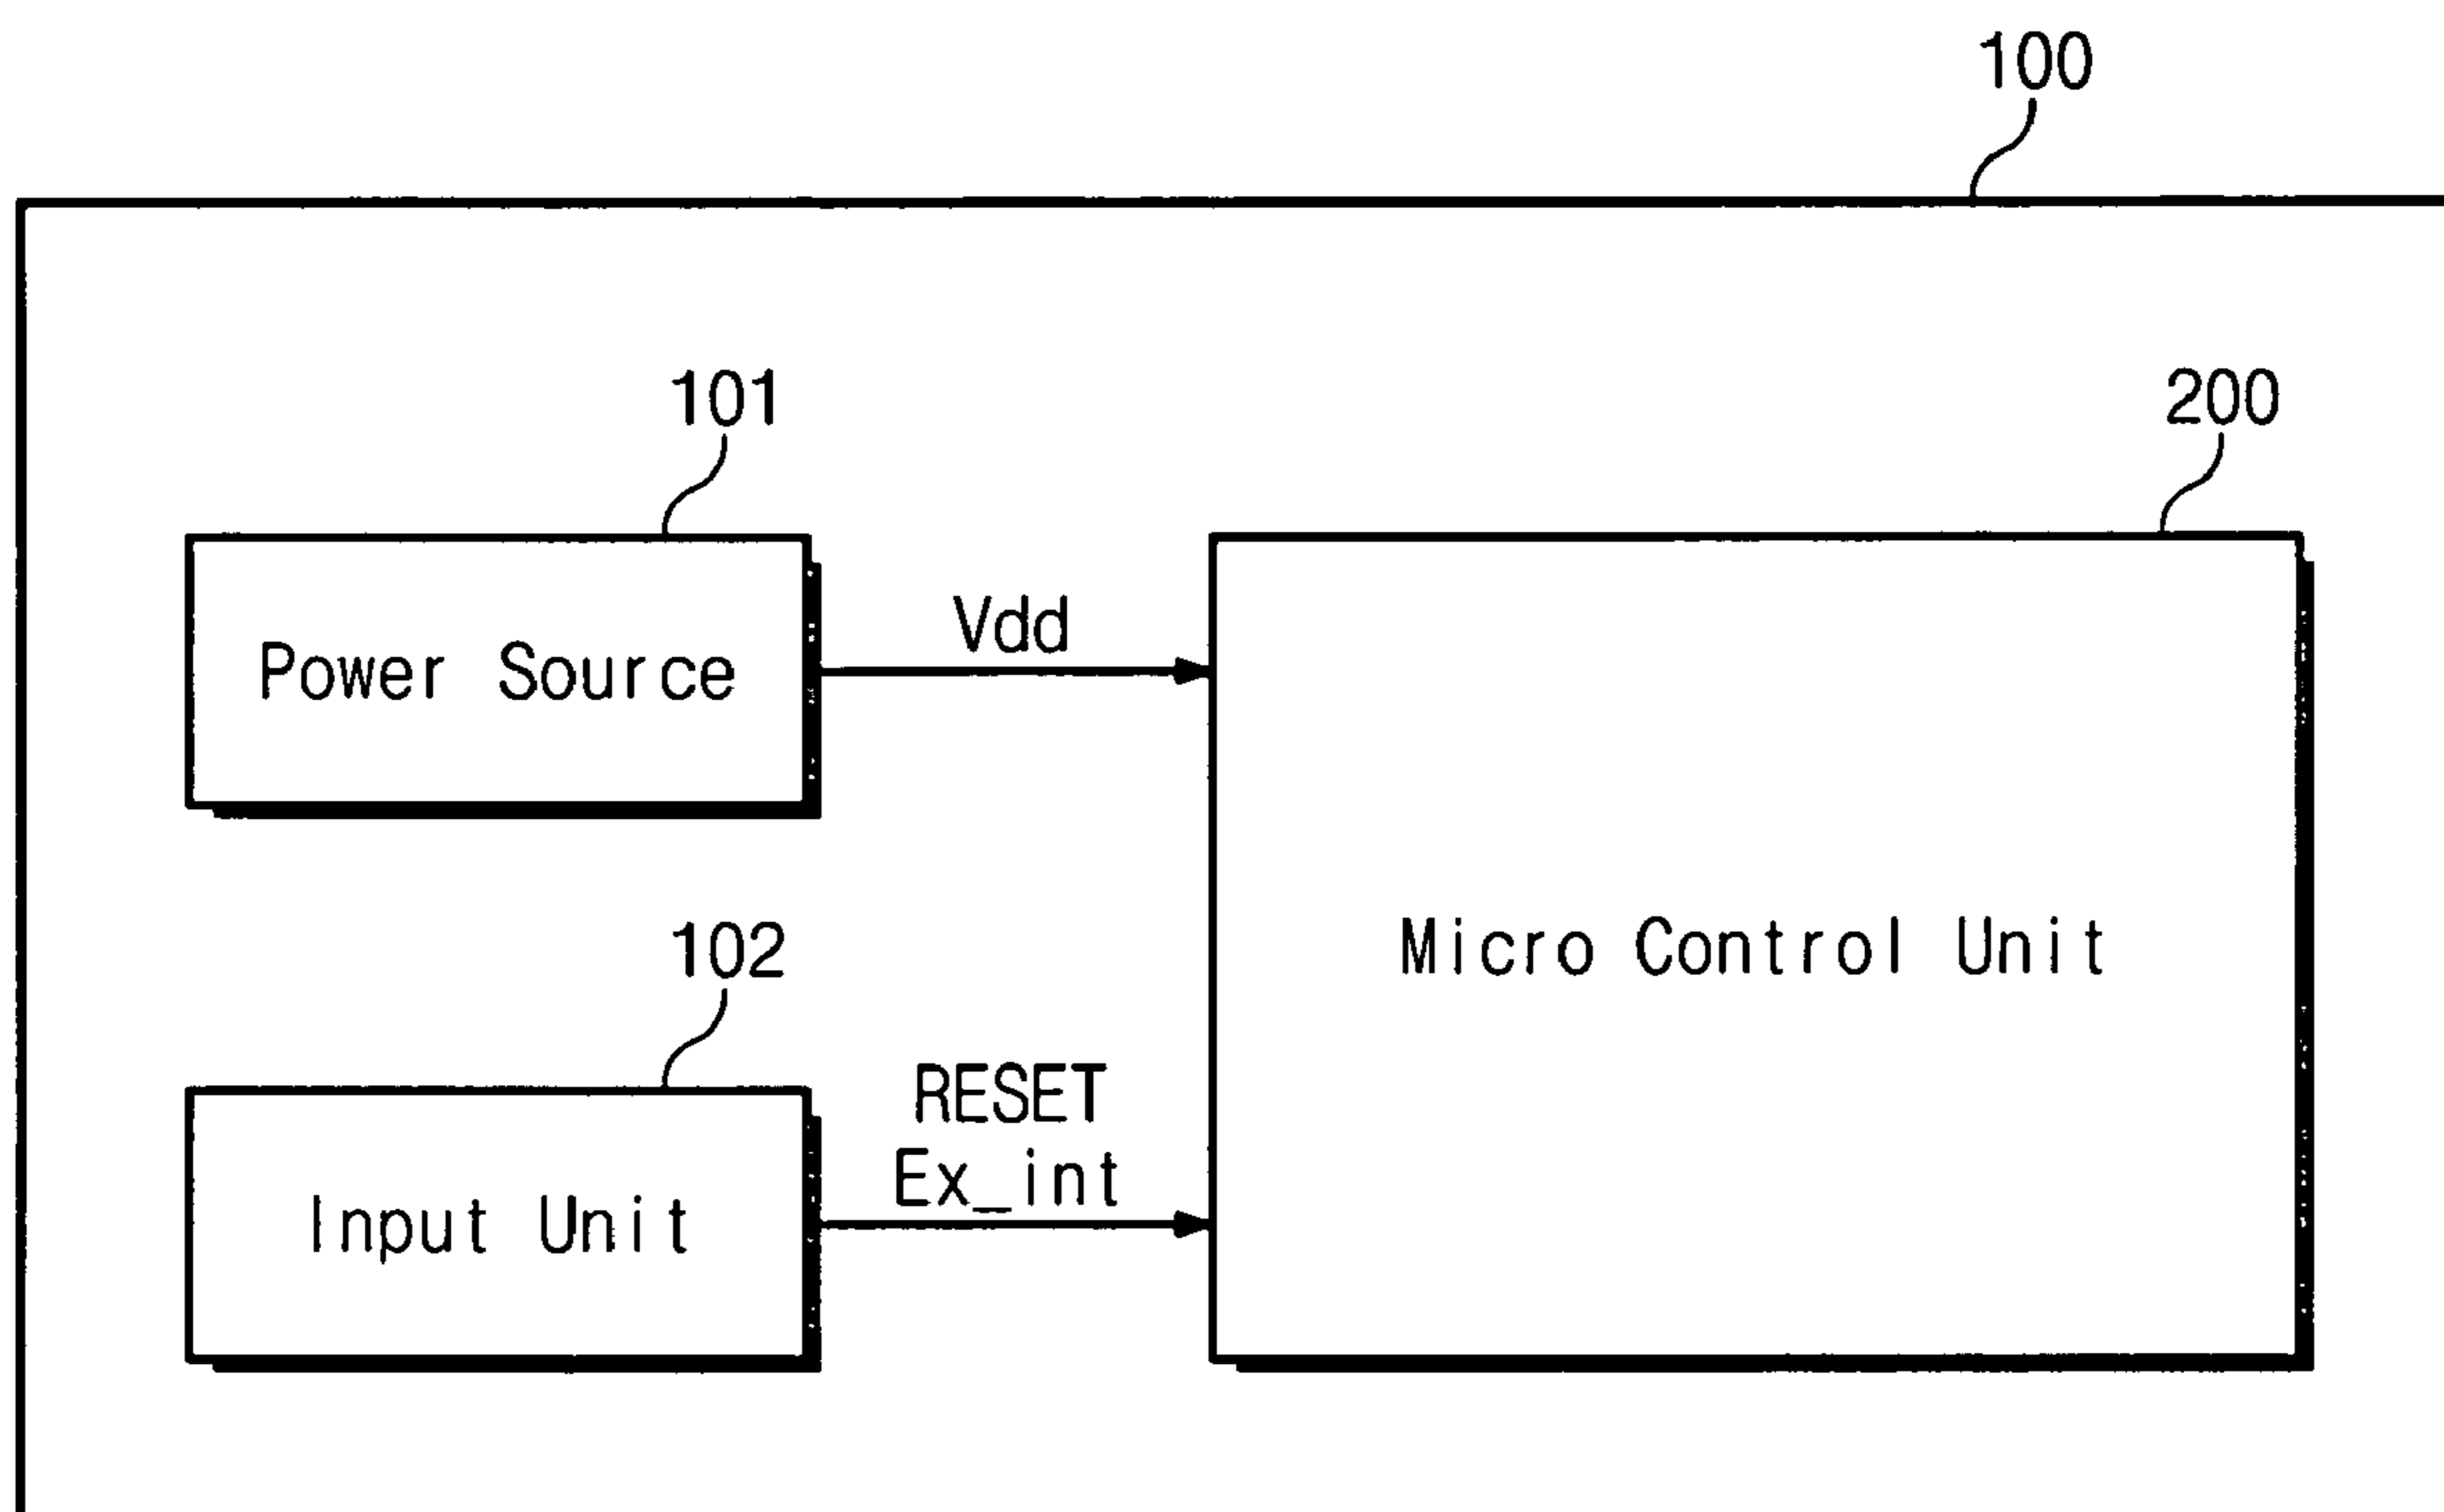 100
101
200
Vdd
Power Source
102
Micro Control Unit
RESET
Ex_int
Input Unit